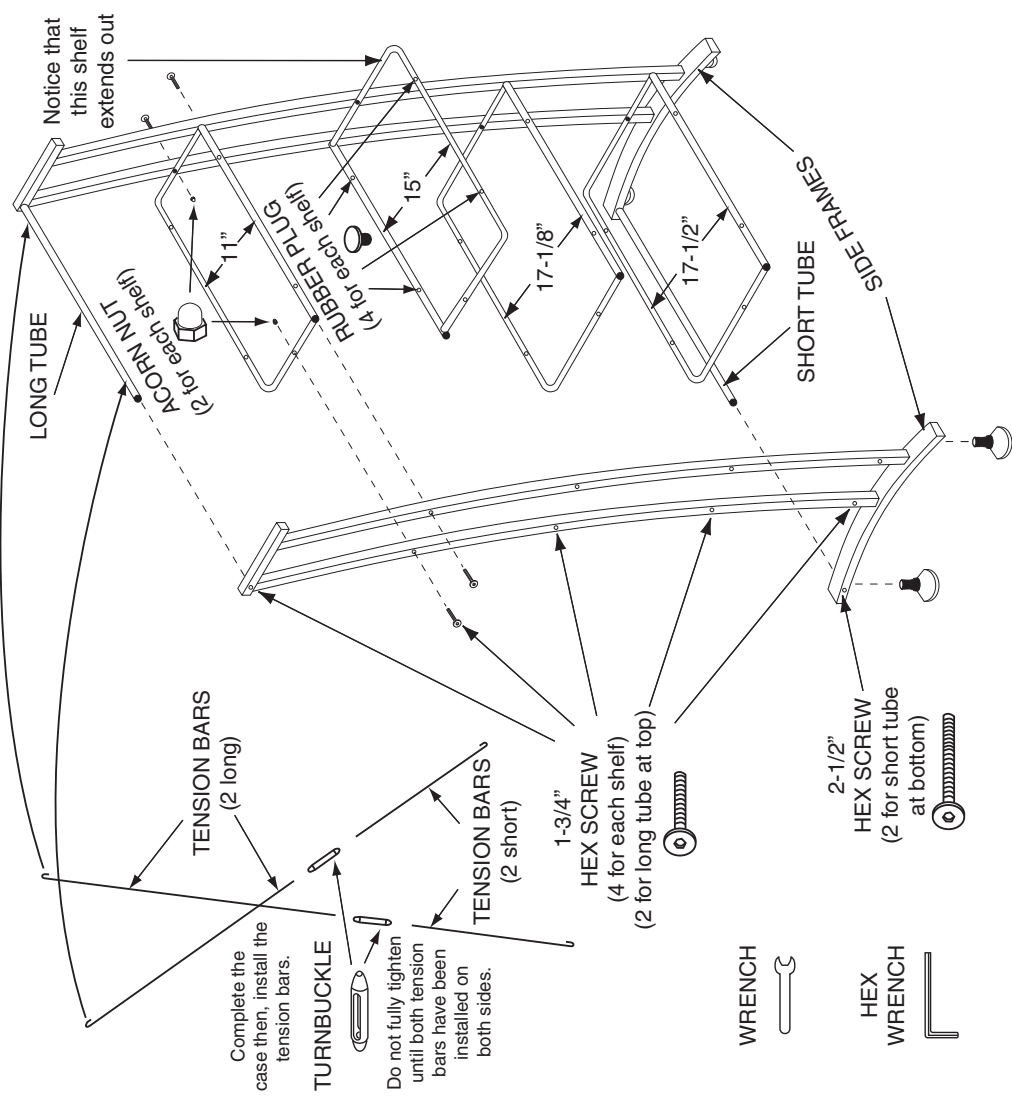 Notice that
this shelf
extends out
LONG TUBE
ACORN NUT
(2 for each shelf)
11”
RUBBER PLUG
(4 for each shelf)
15”
17-1/8”
17-1/2”
SHORT TUBE
SIDE FRAMES
TENSION BARS
(2 long)
TENSION BARS
(2 short)
Complete the
case then, install the
tension bars.
TURNBUCKLE
Do not fully tighten
until both tension
bars have been
installed on
both sides.
1-3/4”
HEX SCREW
(4 for each shelf)
(2 for long tube at top)
2-1/2”
HEX SCREW
(2 for short tube
at bottom)
WRENCH
HEX
WRENCH